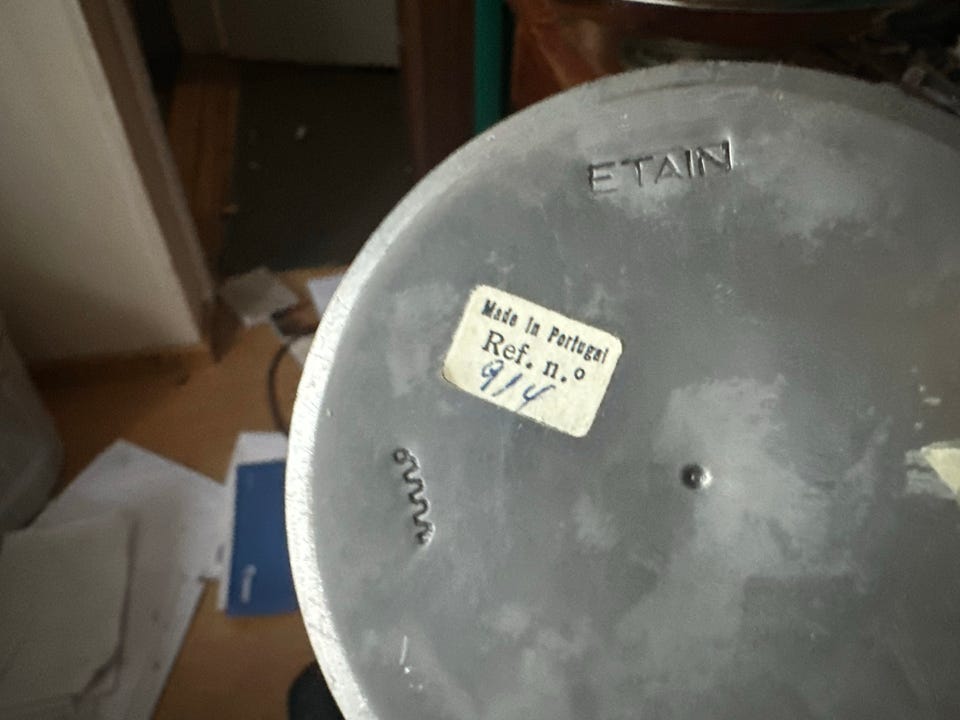 ETAIN
Made in Portugal
Ref. n.º
914